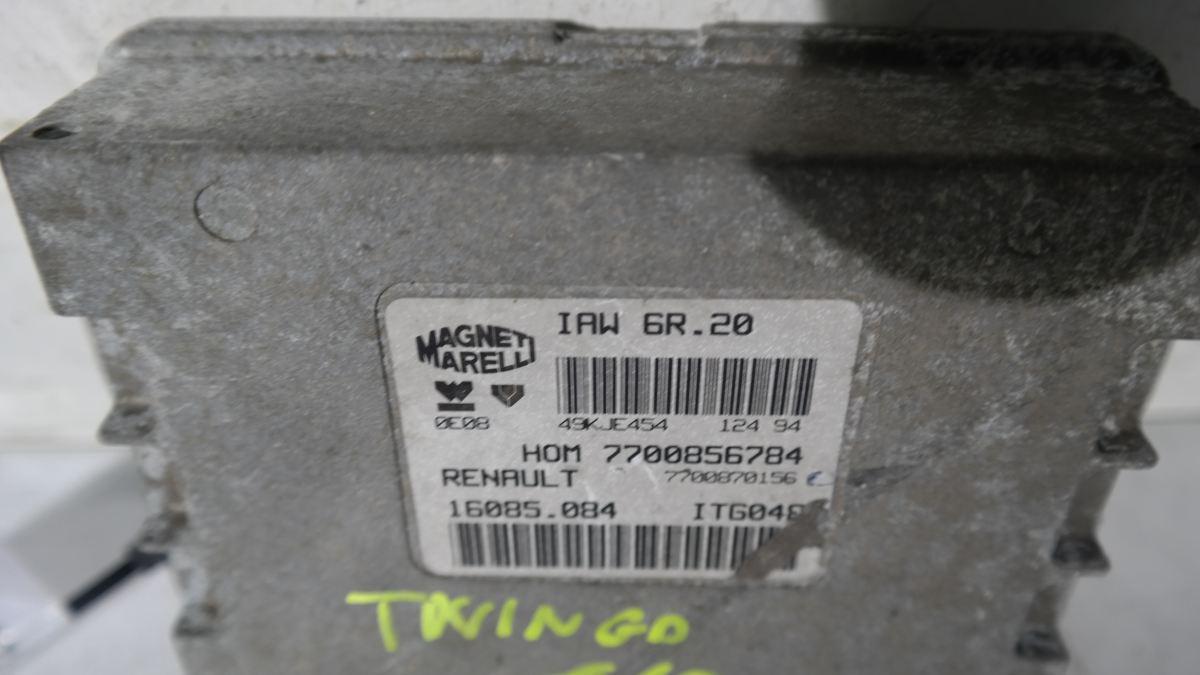 MAGNETI MARELLI
IAW 6R.20
0E08 49KJE454 124 94
HOM 7700856784
RENAULT 7700870156
16085.084
TWINGO